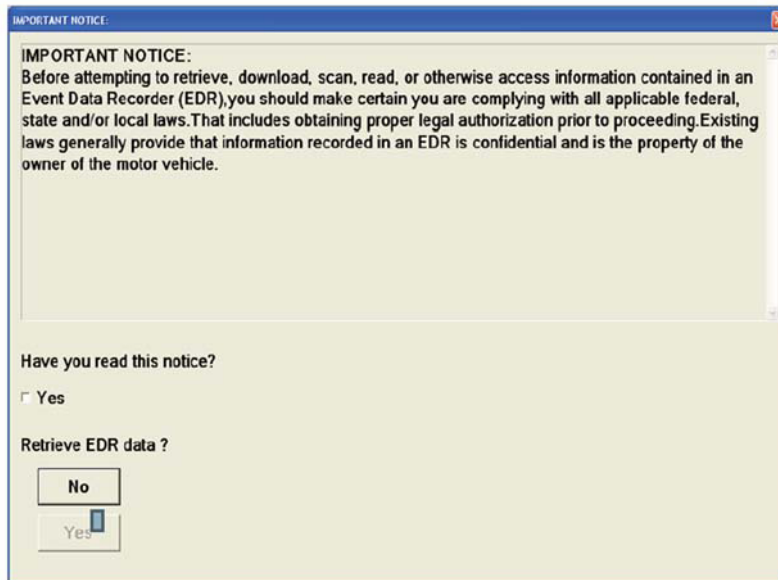 IMPORTANT NOTICE:
IMPORTANT NOTICE:
Before attempting to retrieve, download, scan, read, or otherwise access information contained in an
Event Data Recorder (EDR),you should make certain you are complying with all applicable federal,
state and/or local laws.That includes obtaining proper legal authorization prior to proceeding.Existing
laws generally provide that information recorded in an EDR is confidential and is the property of the
owner of the motor vehicle.
Have you read this notice?
Yes
Retrieve EDR data ?
No
Yes